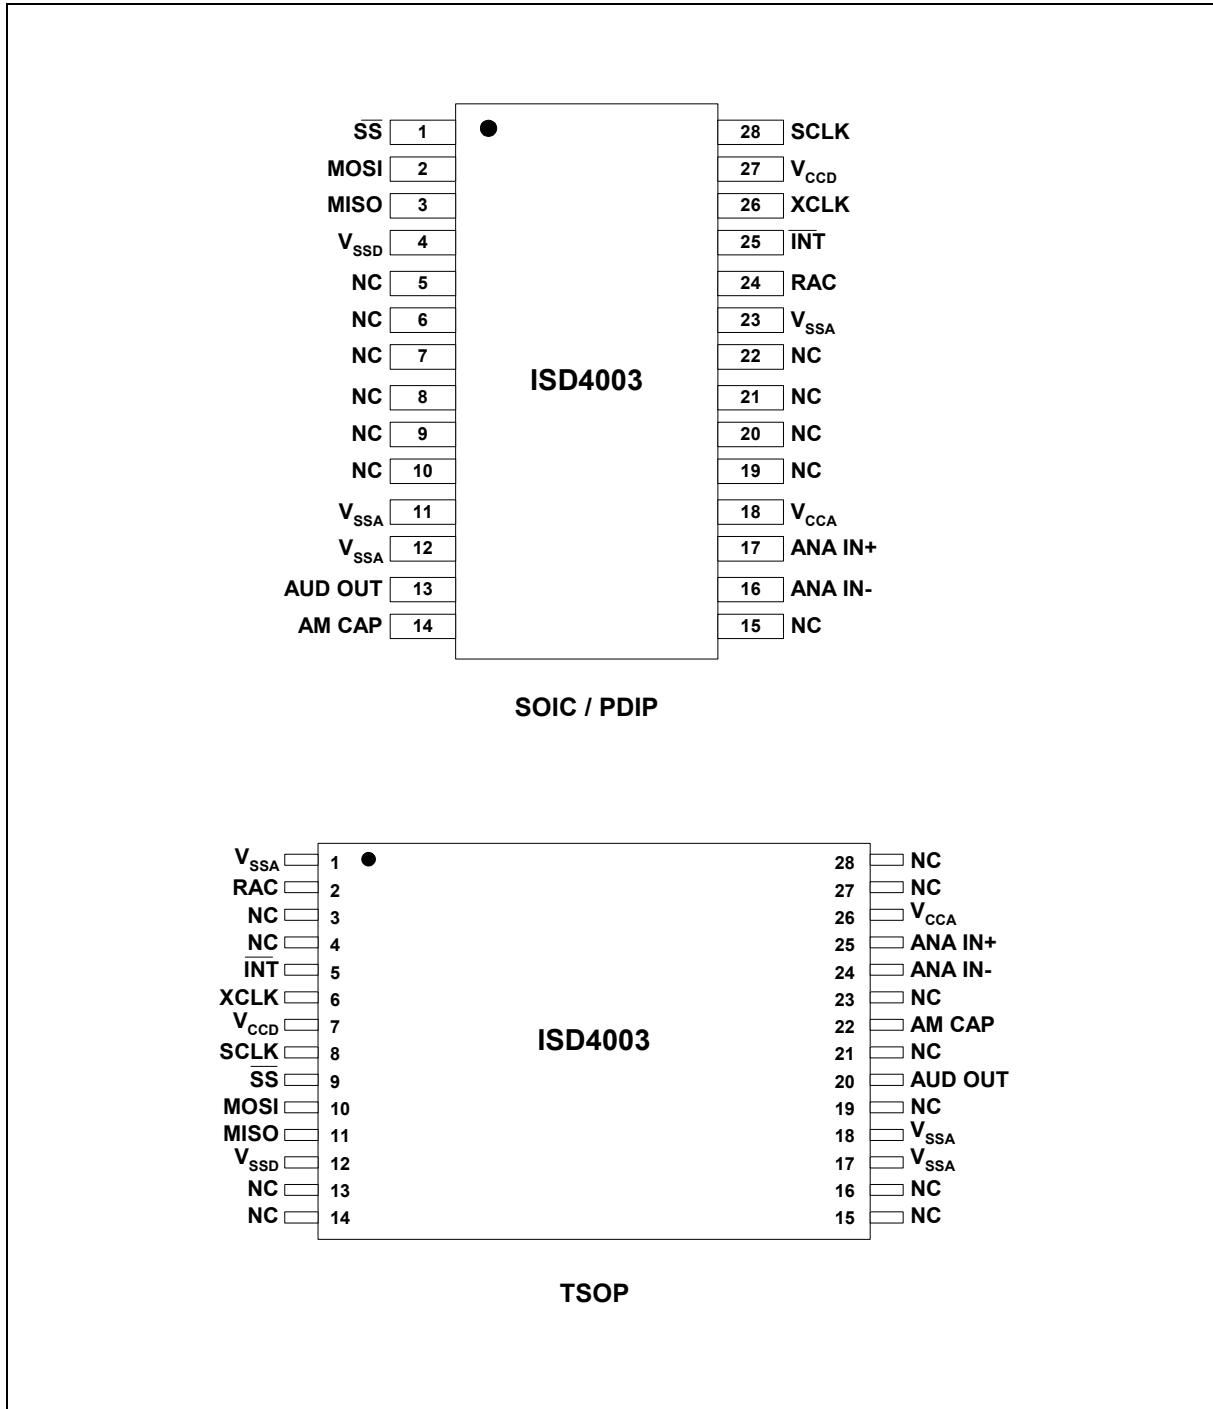 S̅S̅ 1 28 SCLK
MOSI 2 27 VCCD
MISO 3 26 XCLK
VSSD 4 25 I̅N̅T̅
NC 5 24 RAC
NC 6 23 VSSA
NC 7 22 NC
ISD4003
NC 8 21 NC
NC 9 20 NC
NC 10 19 NC
VSSA 11 18 VCCA
VSSA 12 17 ANA IN+
AUD OUT 13 16 ANA IN-
AM CAP 14 15 NC
SOIC / PDIP
VSSA 1 28 NC
RAC 2 27 NC
NC 3 26 VCCA
NC 4 25 ANA IN+
I̅N̅T̅ 5 24 ANA IN-
XCLK 6 23 NC
VCCD 7 22 AM CAP
ISD4003
SCLK 8 21 NC
S̅S̅ 9 20 AUD OUT
MOSI 10 19 NC
MISO 11 18 VSSA
VSSD 12 17 VSSA
NC 13 16 NC
NC 14 15 NC
TSOP